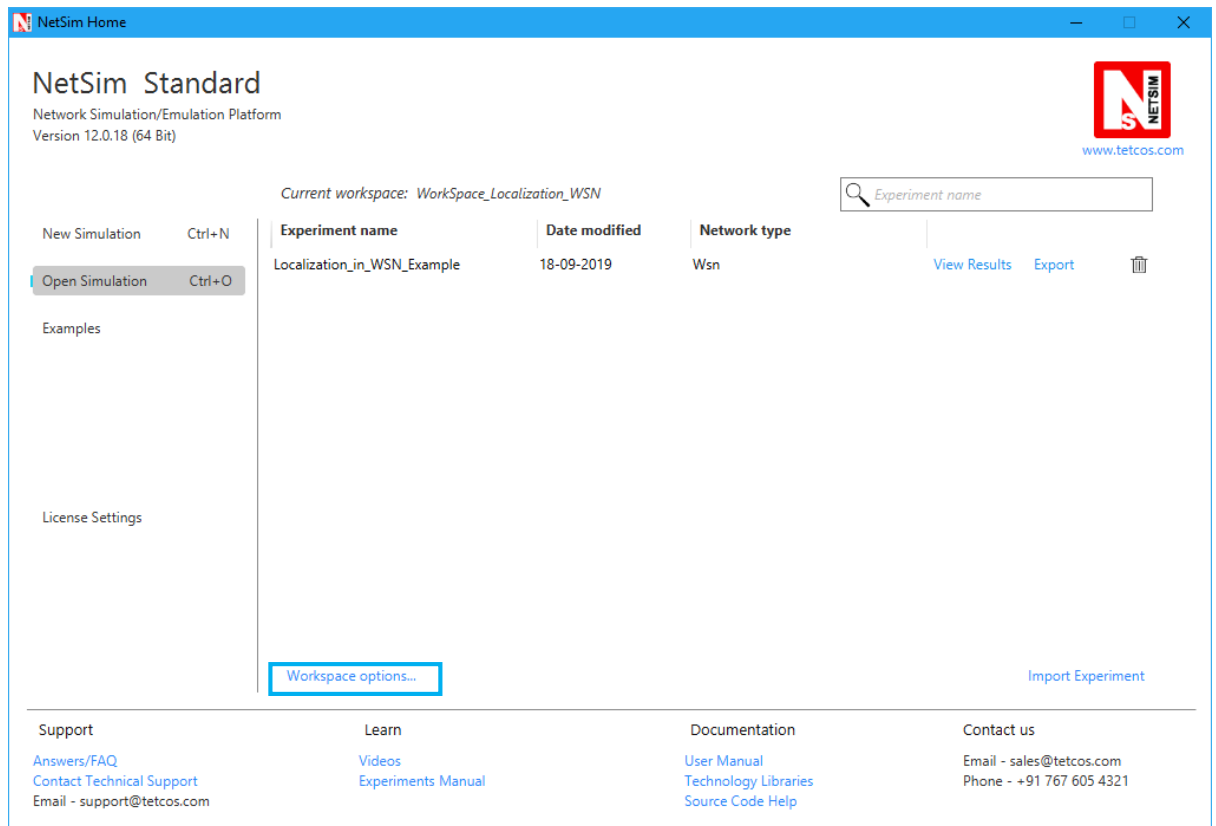 NetSim Home
NetSim Standard
Network Simulation/Emulation Platform
Version 12.0.18 (64 Bit)
N
S
NETSIM
www.tetcos.com
Current workspace: WorkSpace_Localization_WSN
Experiment name
New Simulation Ctrl+N
Open Simulation Ctrl+O
Examples
License Settings
Experiment name Date modified Network type
Localization_in_WSN_Example 18-09-2019 Wsn View Results Export
Workspace options...
Import Experiment
Support
Answers/FAQ
Contact Technical Support
Email - support@tetcos.com
Learn
Videos
Experiments Manual
Documentation
User Manual
Technology Libraries
Source Code Help
Contact us
Email - sales@tetcos.com
Phone - +91 767 605 4321